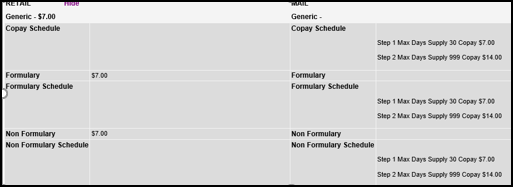 RETAIL Hide MAIL
Generic - $7.00 Generic -
Copay Schedule Copay Schedule
Step 1 Max Days Supply 30 Copay $7.00
Step 2 Max Days Supply 999 Copay $14.00
Formulary $7.00 Formulary
Formulary Schedule Formulary Schedule
Step 1 Max Days Supply 30 Copay $7.00
Step 2 Max Days Supply 999 Copay $14.00
Non Formulary $7.00 Non Formulary
Non Formulary Schedule Non Formulary Schedule
Step 1 Max Days Supply 30 Copay $7.00
Step 2 Max Days Supply 999 Copay $14.00